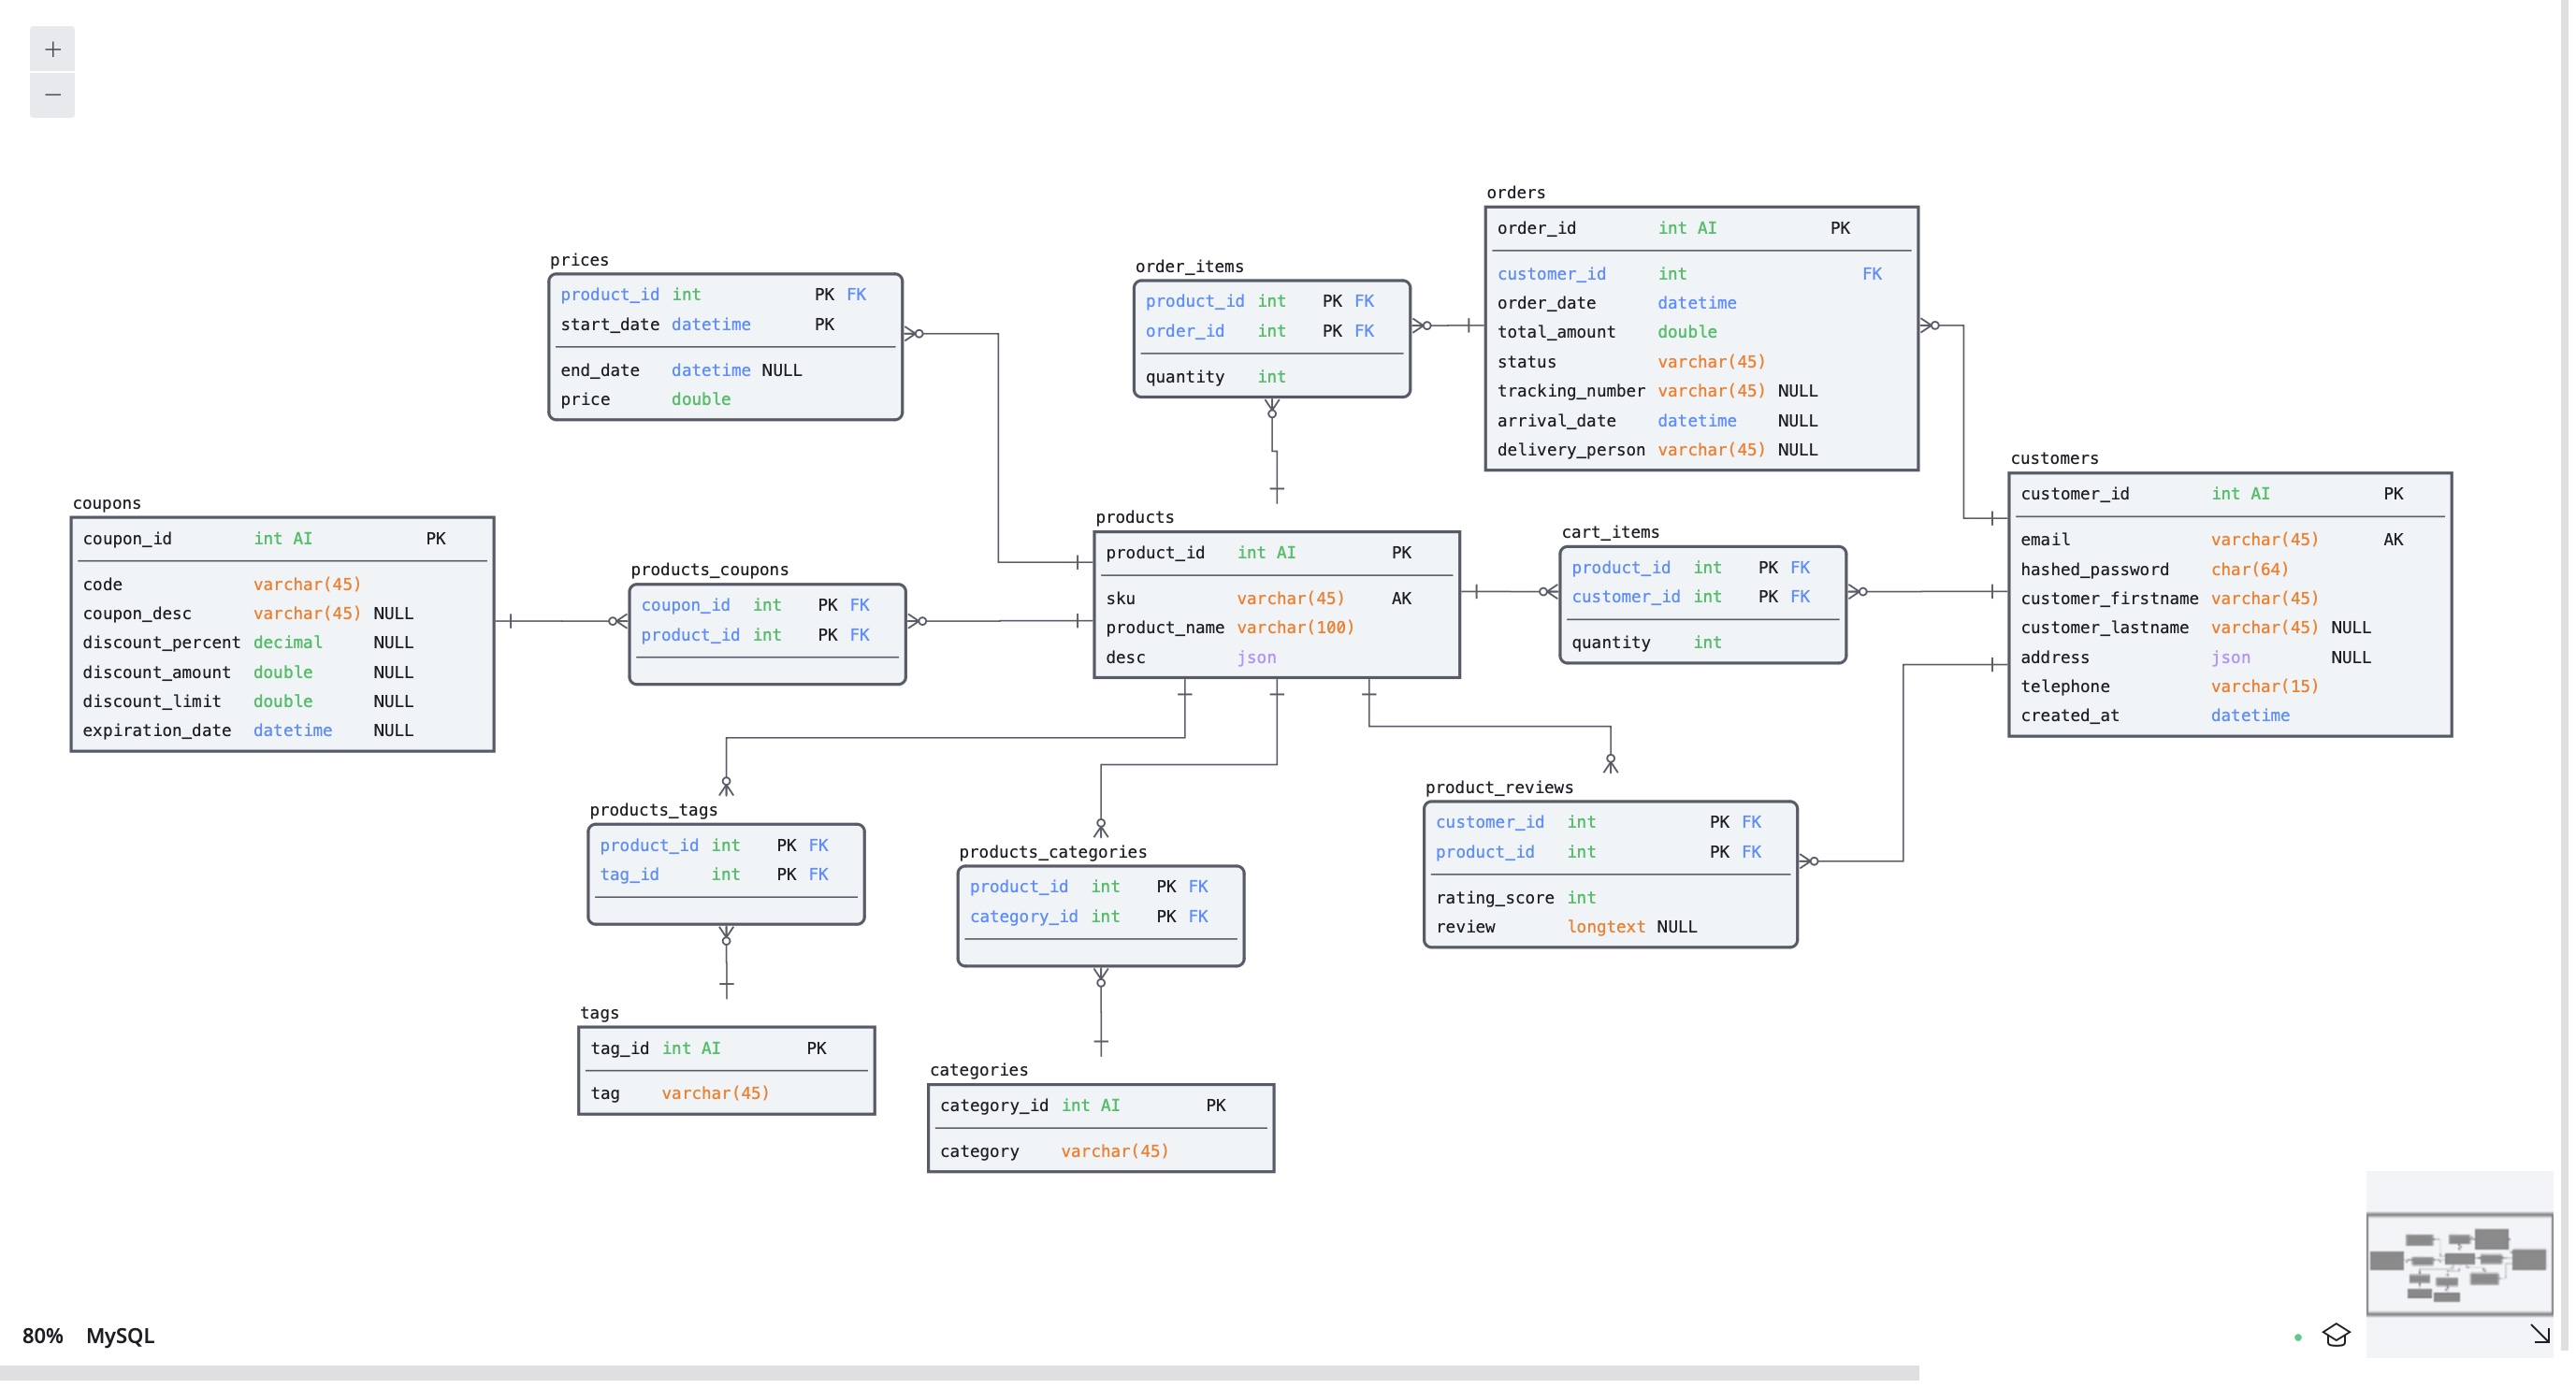 +
−
orders
order_id int AI PK
customer_id int FK
order_date datetime
total_amount double
status varchar(45)
tracking_number varchar(45) NULL
arrival_date datetime NULL
delivery_person varchar(45) NULL
prices
product_id int PK FK
start_date datetime PK
end_date datetime NULL
price double
order_items
product_id int PK FK
order_id int PK FK
quantity int
customers
customer_id int AI PK
email varchar(45) AK
hashed_password char(64)
customer_firstname varchar(45)
customer_lastname varchar(45) NULL
address json NULL
telephone varchar(15)
created_at datetime
coupons
coupon_id int AI PK
code varchar(45)
coupon_desc varchar(45) NULL
discount_percent decimal NULL
discount_amount double NULL
discount_limit double NULL
expiration_date datetime NULL
products_coupons
coupon_id int PK FK
product_id int PK FK
products
product_id int AI PK
sku varchar(45) AK
product_name varchar(100)
desc json
cart_items
product_id int PK FK
customer_id int PK FK
quantity int
products_tags
product_id int PK FK
tag_id int PK FK
products_categories
product_id int PK FK
category_id int PK FK
product_reviews
customer_id int PK FK
product_id int PK FK
rating_score int
review longtext NULL
tags
tag_id int AI PK
tag varchar(45)
categories
category_id int AI PK
category varchar(45)
80% MySQL